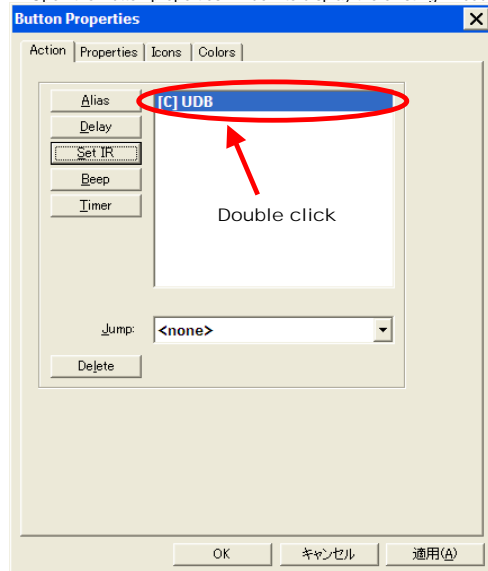 Button Properties
Action Properties Icons Colors
Alias
[C] UDB
Delay
Set IR
Beep
Timer
Double click
Jump:
<none>
Delete
OK キャンセル 適用(A)